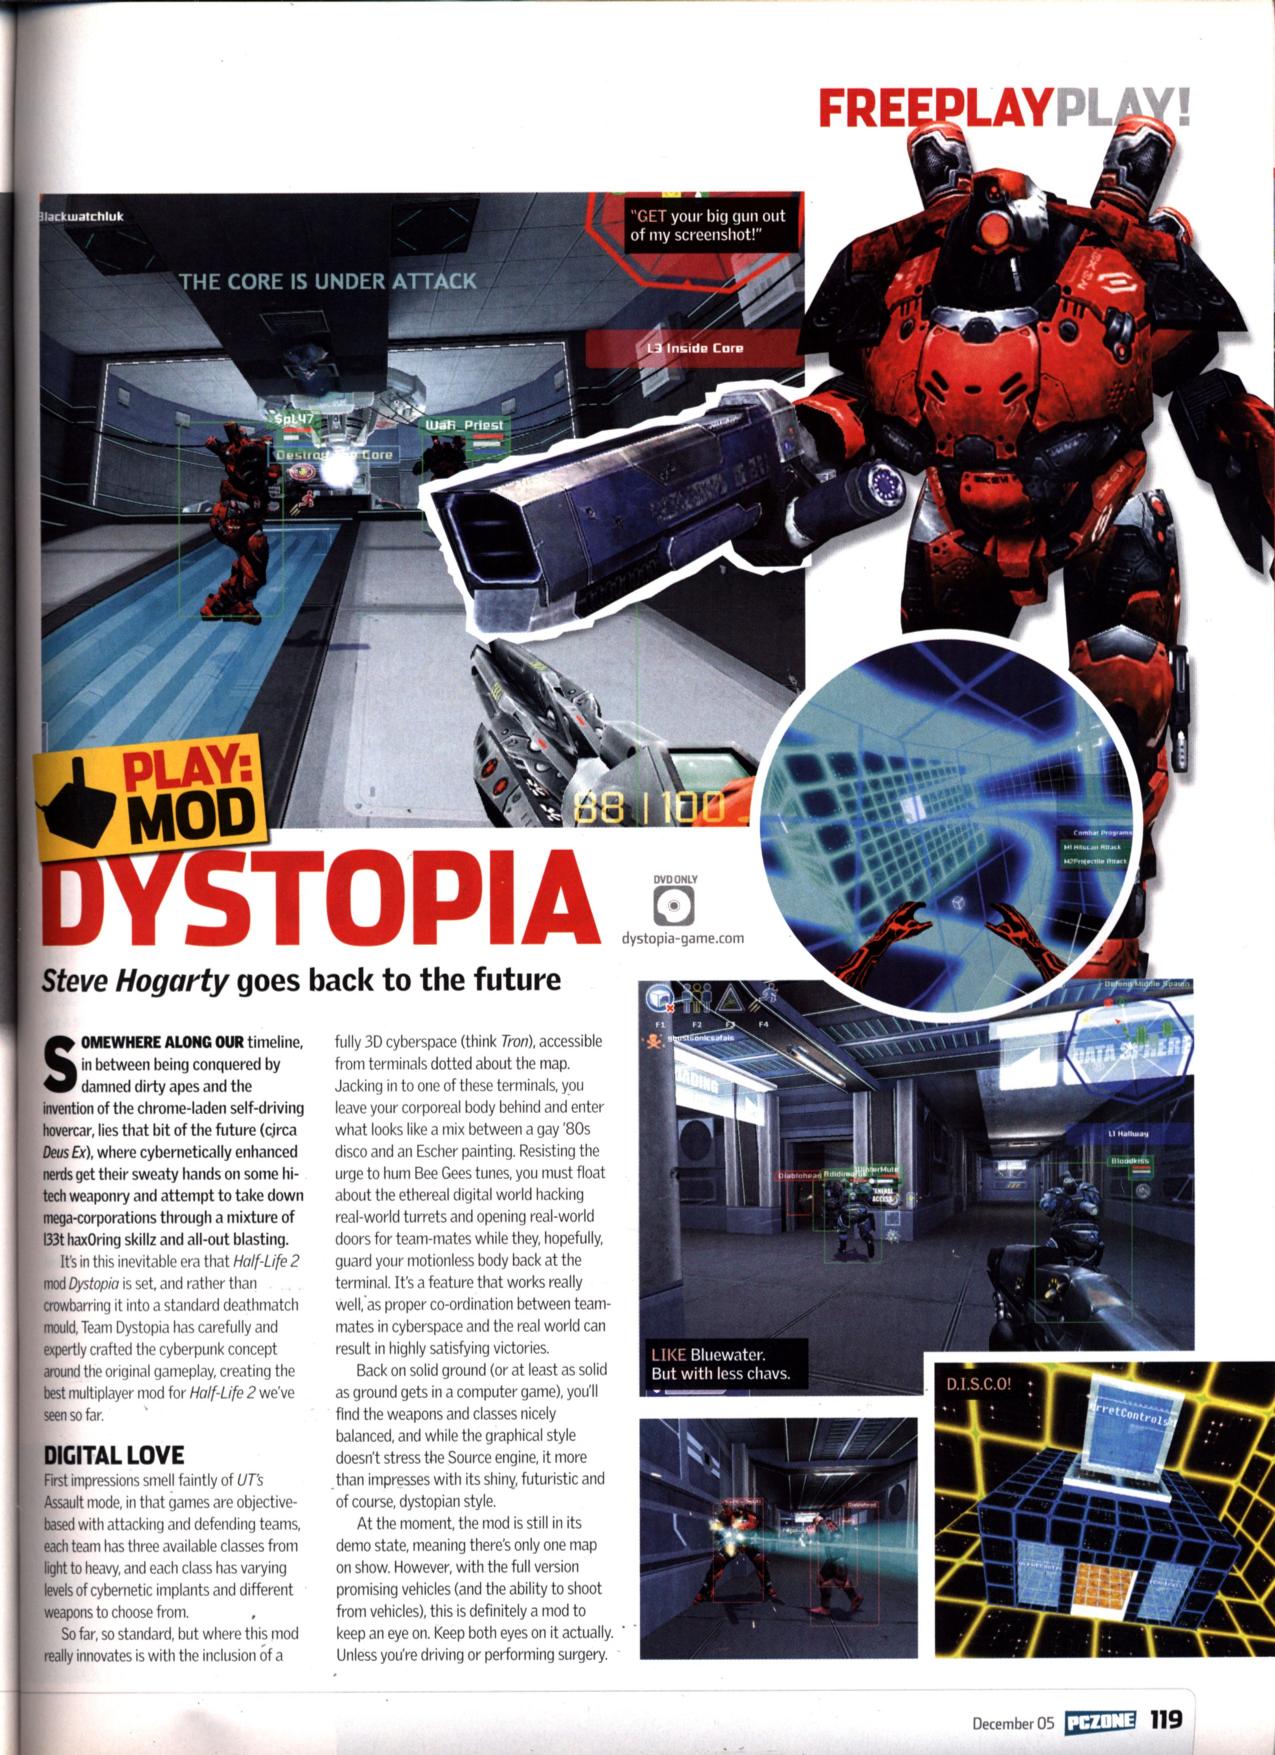 FREEPLAYPLAY!
Blackwatchluk
"GET your big gun out
of my screenshot!"
THE CORE IS UNDER ATTACK
L3 Inside Core
SpL47
Wafi_Priest
Destroy The Core
88 | 100
PLAY:
MOD
Combat Programs
M1 Hitscan Attack
M2 Projectile Attack
DYSTOPIA
DVD ONLY
dystopia-game.com
Steve Hogarty goes back to the future
SOMEWHERE ALONG OUR timeline,
in between being conquered by
damned dirty apes and the
invention of the chrome-laden self-driving
hovercar, lies that bit of the future (circa
Deus Ex), where cybernetically enhanced
nerds get their sweaty hands on some hi-
tech weaponry and attempt to take down
mega-corporations through a mixture of
l33t hax0ring skillz and all-out blasting.
It's in this inevitable era that Half-Life 2
mod Dystopia is set, and rather than
crowbarring it into a standard deathmatch
mould, Team Dystopia has carefully and
expertly crafted the cyberpunk concept
around the original gameplay, creating the
best multiplayer mod for Half-Life 2 we've
seen so far.
DIGITAL LOVE
First impressions smell faintly of UT's
Assault mode, in that games are objective-
based with attacking and defending teams,
each team has three available classes from
light to heavy, and each class has varying
levels of cybernetic implants and different
weapons to choose from.
So far, so standard, but where this mod
really innovates is with the inclusion of a
fully 3D cyberspace (think Tron), accessible
from terminals dotted about the map.
Jacking in to one of these terminals, you
leave your corporeal body behind and enter
what looks like a mix between a gay '80s
disco and an Escher painting. Resisting the
urge to hum Bee Gees tunes, you must float
about the ethereal digital world hacking
real-world turrets and opening real-world
doors for team-mates while they, hopefully,
guard your motionless body back at the
terminal. It's a feature that works really
well, as proper co-ordination between team-
mates in cyberspace and the real world can
result in highly satisfying victories.
Back on solid ground (or at least as solid
as ground gets in a computer game), you'll
find the weapons and classes nicely
balanced, and while the graphical style
doesn't stress the Source engine, it more
than impresses with its shiny, futuristic and
of course, dystopian style.
At the moment, the mod is still in its
demo state, meaning there's only one map
on show. However, with the full version
promising vehicles (and the ability to shoot
from vehicles), this is definitely a mod to
keep an eye on. Keep both eyes on it actually.
Unless you're driving or performing surgery.
Defend Middle Spawn
F1 F2 F3 F4
DATA SPHERE
L1 Hallway
Bloodkiss
Diablohead
LIKE Bluewater.
But with less chavs.
D.I.S.C.O!
December 05 PCZONE 119